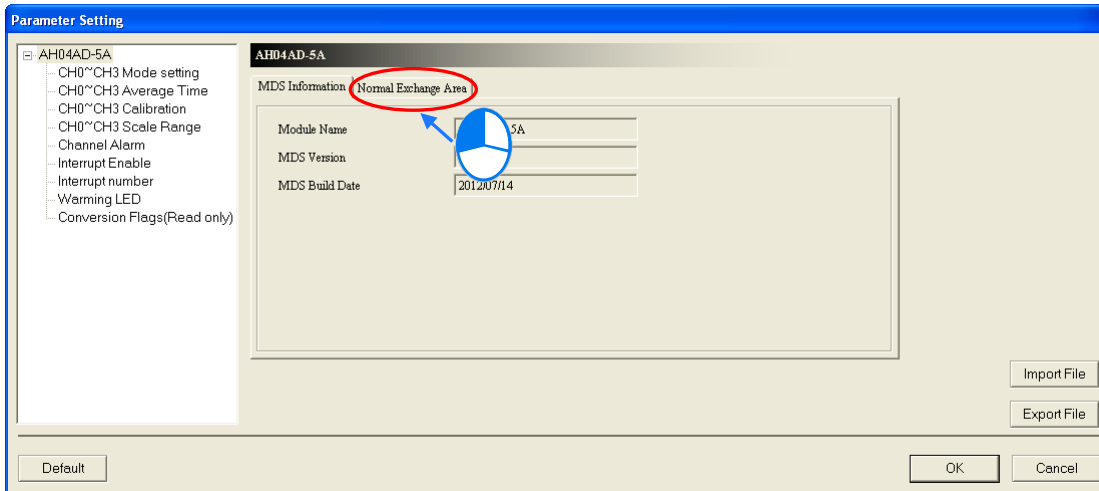 Parameter Setting
AH04AD-5A
CH0~CH3 Mode setting
CH0~CH3 Average Time
CH0~CH3 Calibration
CH0~CH3 Scale Range
Channel Alarm
Interrupt Enable
Interrupt number
Warming LED
Conversion Flags(Read only)
AH04AD-5A
MDS Information
Normal Exchange Area
Module Name
5A
MDS Version
MDS Build Date
2012/07/14
Import File
Export File
Default
OK
Cancel